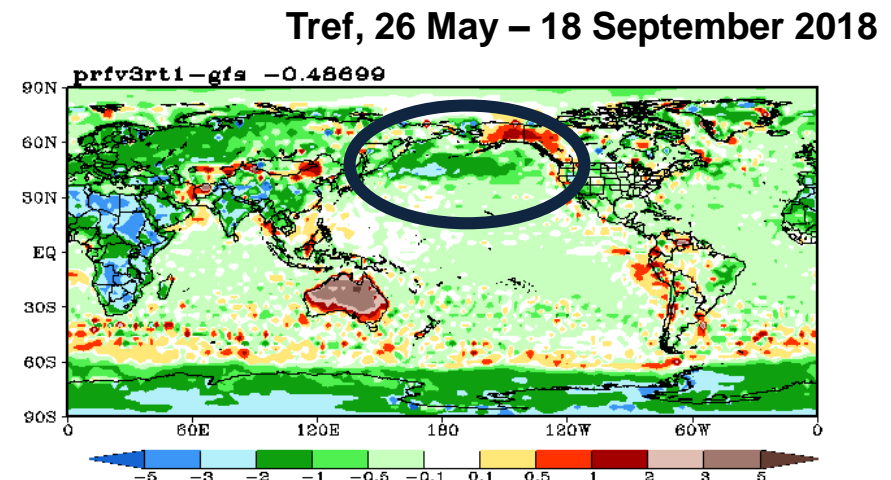 Tref, 26 May – 18 September 2018
prfv3rt1-gfs -0.48699
90N
60N
30N
EQ
30S
60S
90S
0 60E 120E 180 120W 60W 0
-5 -3 -2 -1 -0.5 -0.1 0.1 0.5 1 2 3 5